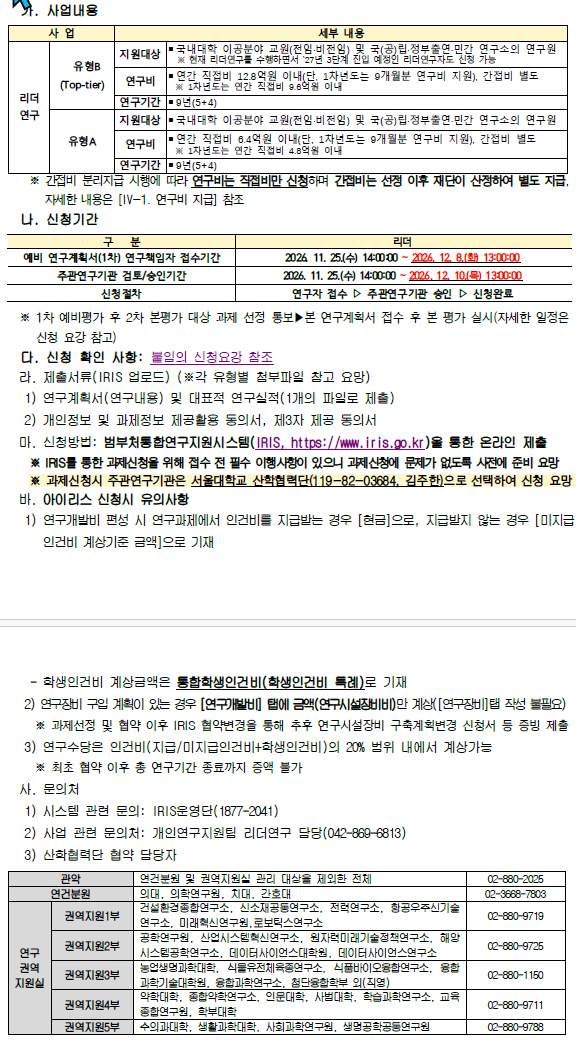 가. 사업내용
사 업 세부 내용
리더
연구
유형B
(Top-tier)
지원대상 ▪국내대학 이공분야 교원(전임·비전임) 및 국(공)립·정부출연·민간 연구소의 연구원
※ 현재 리더연구를 수행하면서 '27년 3단계 진입 예정인 리더연구자도 신청 가능
연구비 ▪연간 직접비 12.8억원 이내(단, 1차년도는 9개월분 연구비 지원), 간접비 별도
※ 1차년도는 연간 직접비 9.6억원 이내
연구기간 ▪9년(5+4)
유형A
지원대상 ▪국내대학 이공분야 교원(전임·비전임) 및 국(공)립·정부출연·민간 연구소의 연구원
연구비 ▪연간 직접비 6.4억원 이내(단, 1차년도는 9개월분 연구비 지원), 간접비 별도
※ 1차년도는 연간 직접비 4.8억원 이내
연구기간 ▪9년(5+4)
※ 간접비 분리지급 시행에 따라 연구비는 직접비만 신청하며 간접비는 선정 이후 재단이 산정하여 별도 지급,
자세한 내용은 [IV-1. 연구비 지급] 참조
나. 신청기간
구 분 리더
예비 연구계획서(1차) 연구책임자 접수기간 2026. 11. 25.(수) 14:00:00 ~ 2026. 12. 8.(화) 13:00:00
주관연구기관 검토/승인기간 2026. 11. 25.(수) 14:00:00 ~ 2026. 12. 10.(목) 13:00:00
신청절차 연구자 접수 ▷ 주관연구기관 승인 ▷ 신청완료
※ 1차 예비평가 후 2차 본평가 대상 과제 선정 통보▶본 연구계획서 접수 후 본 평가 실시(자세한 일정은
신청 요강 참고)
다. 신청 확인 사항: 붙임의 신청요강 참조
라. 제출서류(IRIS 업로드) (※각 유형별 첨부파일 참고 요망)
1) 연구계획서(연구내용) 및 대표적 연구실적(1개의 파일로 제출)
2) 개인정보 및 과제정보 제공활용 동의서, 제3자 제공 동의서
마. 신청방법: 범부처통합연구지원시스템(IRIS, https://www.iris.go.kr)을 통한 온라인 제출
※ IRIS를 통한 과제신청을 위해 접수 전 필수 이행사항이 있으니 과제신청에 문제가 없도록 사전에 준비 요망
※ 과제신청시 주관연구기관은 서울대학교 산학협력단(119-82-03684, 김주한)으로 선택하여 신청 요망
바. 아이리스 신청시 유의사항
1) 연구개발비 편성 시 연구과제에서 인건비를 지급받는 경우 [현금]으로, 지급받지 않는 경우 [미지급
인건비 계상기준 금액]으로 기재
- 학생인건비 계상금액은 통합학생인건비(학생인건비 특례)로 기재
2) 연구장비 구입 계획이 있는 경우 [연구개발비] 탭에 금액(연구시설장비비)만 계상([연구장비]탭 작성 불필요)
※ 과제선정 및 협약 이후 IRIS 협약변경을 통해 추후 연구시설장비 구축계획변경 신청서 등 증빙 제출
3) 연구수당은 인건비(지급/미지급인건비+학생인건비)의 20% 범위 내에서 계상가능
※ 최초 협약 이후 총 연구기간 종료까지 증액 불가
사. 문의처
1) 시스템 관련 문의: IRIS운영단(1877-2041)
2) 사업 관련 문의처: 개인연구지원팀 리더연구 담당(042-869-6813)
3) 산학협력단 협약 담당자
관악 연건분원 및 권역지원실 관리 대상을 제외한 전체 02-880-2025
연건분원 의대, 의학연구원, 치대, 간호대 02-3668-7803
연구
권역
지원실
권역지원1부 건설환경종합연구소, 신소재공동연구소, 전력연구소, 항공우주신기술
연구소, 미래혁신연구원,로보틱스연구소 02-880-9719
권역지원2부 공학연구원, 산업시스템혁신연구소, 원자력미래기술정책연구소, 해양
시스템공학연구소, 데이터사이언스대학원, 데이터사이언스연구소 02-880-9725
권역지원3부 농업생명과학대학, 식물유전체육종연구소, 식품바이오융합연구소, 융합
과학기술대학원, 융합과학연구소, 첨단융합학부 외(직영) 02-880-1150
권역지원4부 약학대학, 종합약학연구소, 인문대학, 사범대학, 학습과학연구소, 교육
종합연구원, 학부대학 02-880-9711
권역지원5부 수의과대학, 생활과학대학, 사회과학연구원, 생명공학공동연구원 02-880-9788